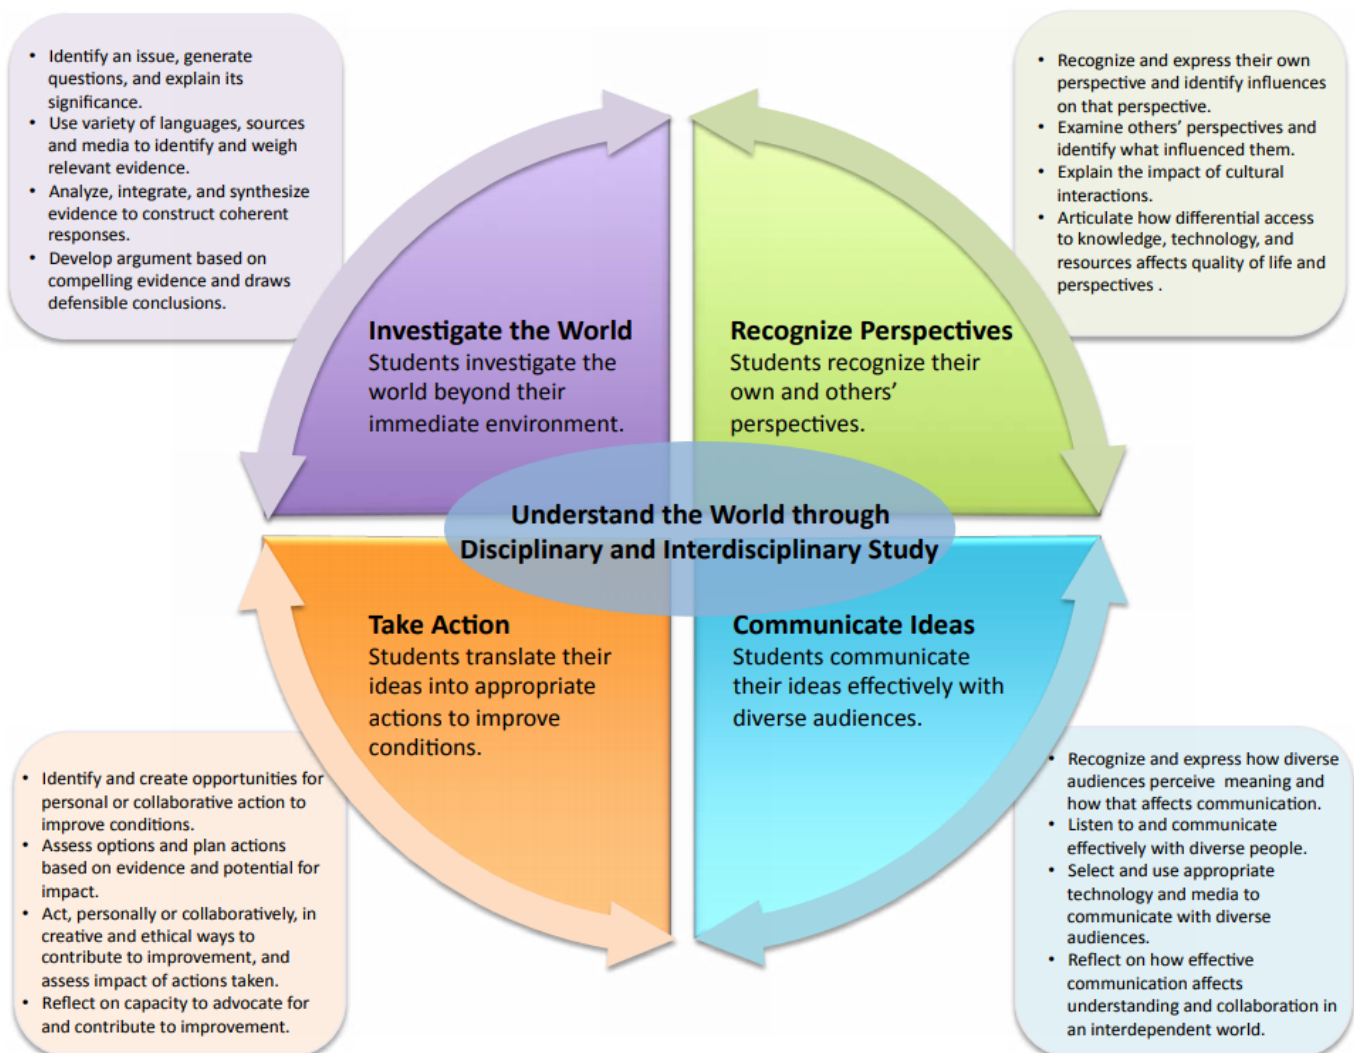 • Identify an issue, generate
questions, and explain its
significance.
• Use variety of languages, sources
and media to identify and weigh
relevant evidence.
• Analyze, integrate, and synthesize
evidence to construct coherent
responses.
• Develop argument based on
compelling evidence and draws
defensible conclusions.
• Recognize and express their own
perspective and identify influences
on that perspective.
• Examine others’ perspectives and
identify what influenced them.
• Explain the impact of cultural
interactions.
• Articulate how differential access
to knowledge, technology, and
resources affects quality of life and
perspectives .
Investigate the World
Students investigate the
world beyond their
immediate environment.
Recognize Perspectives
Students recognize their
own and others’
perspectives.
Understand the World through
Disciplinary and Interdisciplinary Study
Take Action
Students translate their
ideas into appropriate
actions to improve
conditions.
Communicate Ideas
Students communicate
their ideas effectively with
diverse audiences.
• Identify and create opportunities for
personal or collaborative action to
improve conditions.
• Assess options and plan actions
based on evidence and potential for
impact.
• Act, personally or collaboratively, in
creative and ethical ways to
contribute to improvement, and
assess impact of actions taken.
• Reflect on capacity to advocate for
and contribute to improvement.
• Recognize and express how diverse
audiences perceive meaning and
how that affects communication.
• Listen to and communicate
effectively with diverse people.
• Select and use appropriate
technology and media to
communicate with diverse
audiences.
• Reflect on how effective
communication affects
understanding and collaboration in
an interdependent world.